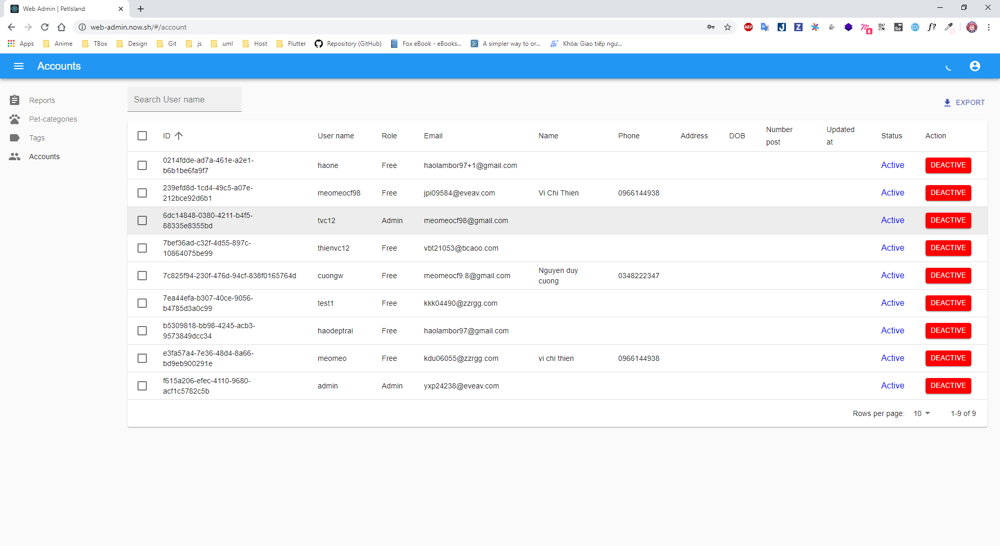 Web Admin | PetIsland
web-admin.now.sh/#/account
ABP
G
Z
8
Se
f?
Apps
Anime
TBox
Design
Git
js
uml
Host
Flutter
Repository (GitHub)
Fox eBook - eBooks...
A simpler way to or...
Khóa: Giao tiếp ngư...
Accounts
Reports
Pet-categories
Tags
Accounts
Search User name
EXPORT
ID User name Role Email Name Phone Address DOB Number post Updated at Status Action
0214fdde-ad7a-461e-a2e1-
b6b1be6fa9f7
haone Free haolambor97+1@gmail.com Active DEACTIVE
239efd8d-1cd4-49c5-a07e-
212bce92d6b1
meomeocf98 Free jpi09584@eveav.com Vi Chi Thien 0966144938 Active DEACTIVE
6dc14848-0380-4211-b4f5-
88335e8355bd
tvc12 Admin meomeocf98@gmail.com Active DEACTIVE
7bef36ad-c32f-4d55-897c-
10864075be99
thienvc12 Free vbt21053@bcaoo.com Active DEACTIVE
7c825f94-230f-476d-94cf-838f0165764d cuongw Free meomeocf9.8@gmail.com Nguyen duy cuong 0348222347 Active DEACTIVE
7ea44efa-b307-40ce-9056-
b4785d3a0c99
test1 Free kkk04490@zzrgg.com Active DEACTIVE
b5309818-bb98-4245-acb3-
9573849dcc34
haodeptrai Free haolambor97@gmail.com Active DEACTIVE
e3fa57a4-7e36-48d4-8a66-
bd9eb900291e
meomeo Free kdu06055@zzrgg.com vi chi thien 0966144938 Active DEACTIVE
f615a206-efec-4110-9680-
acf1c5782c5b
admin Admin yxp24238@eveav.com Active DEACTIVE
Rows per page: 10 1-9 of 9